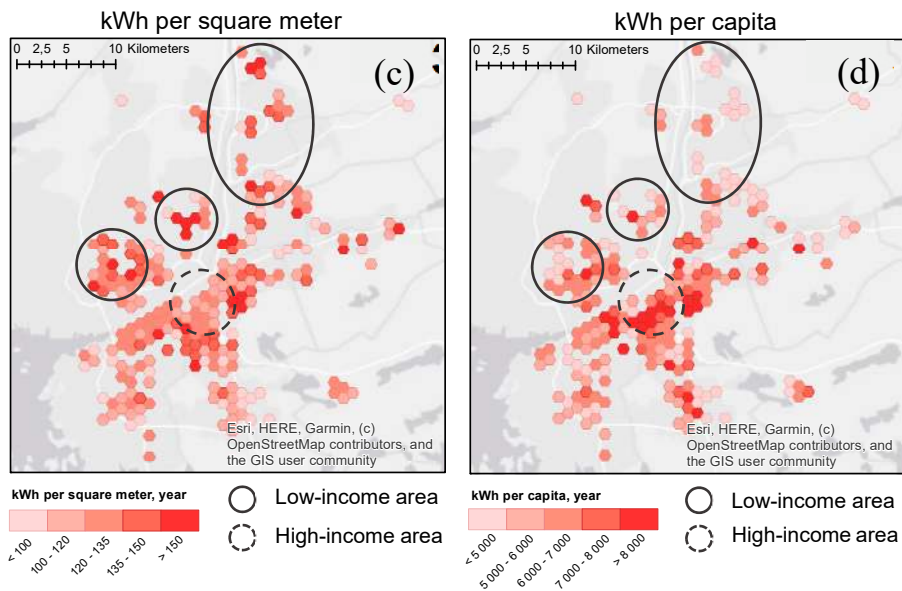 kWh per square meter
kWh per capita
0 2,5 5 10 Kilometers
(c)
0 2,5 5 10 Kilometers
(d)
Esri, HERE, Garmin, (c)
OpenStreetMap contributors, and
the GIS user community
Esri, HERE, Garmin, (c)
OpenStreetMap contributors, and
the GIS user community
kWh per square meter, year
< 100
100 - 120
120 - 135
135 - 150
> 150
Low-income area
High-income area
kWh per capita, year
< 5 000
5 000 - 6 000
6 000 - 7 000
7 000 - 8 000
> 8 000
Low-income area
High-income area